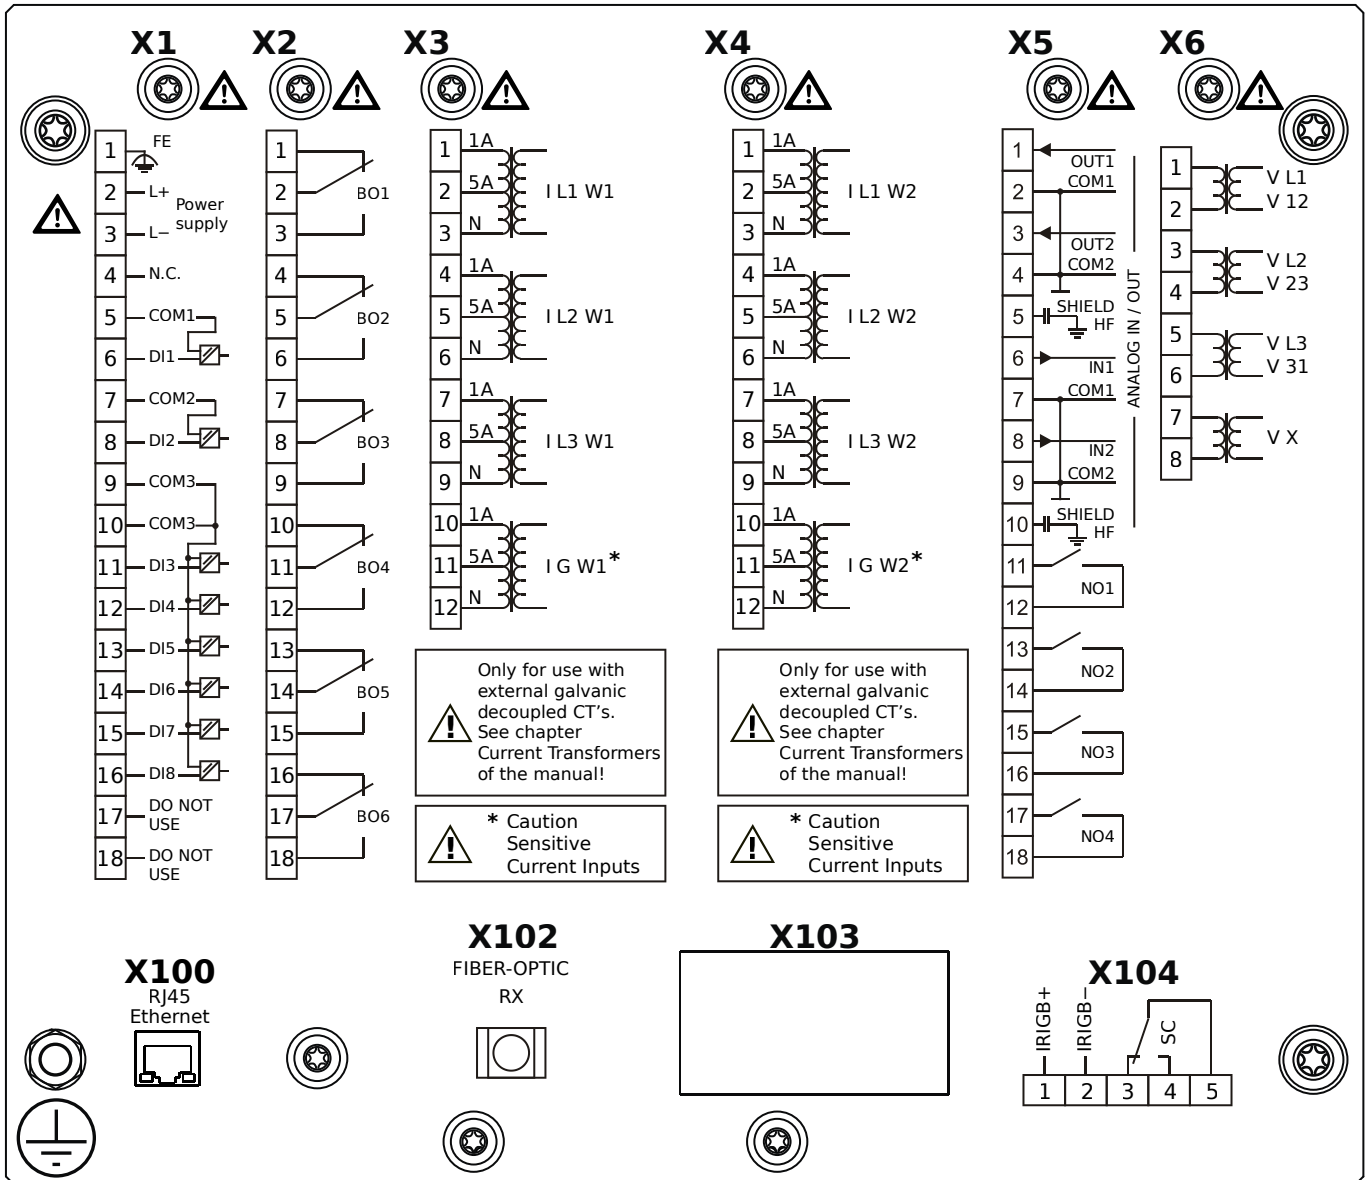 X1
X2
X3
X4
X5
X6
1
FE
2
L+
Power
supply
3
L−
4
N.C.
5
COM1
6
DI1
7
COM2
8
DI2
9
COM3
10
COM3
11
DI3
12
DI4
13
DI5
14
DI6
15
DI7
16
DI8
17
DO NOT
USE
18
DO NOT
USE
1
2
BO1
3
4
5
BO2
6
7
8
BO3
9
10
11
BO4
12
13
14
BO5
15
16
17
BO6
18
1
1A
2
5A
I L1 W1
3
N
4
1A
5
5A
I L2 W1
6
N
7
1A
8
5A
I L3 W1
9
N
10
1A
11
5A
I G W1*
12
N
Only for use with
external galvanic
decoupled CT's.
See chapter
Current Transformers
of the manual!
* Caution
Sensitive
Current Inputs
1
1A
2
5A
I L1 W2
3
N
4
1A
5
5A
I L2 W2
6
N
7
1A
8
5A
I L3 W2
9
N
10
1A
11
5A
I G W2*
12
N
Only for use with
external galvanic
decoupled CT's.
See chapter
Current Transformers
of the manual!
* Caution
Sensitive
Current Inputs
1
OUT1
2
COM1
3
OUT2
4
COM2
5
SHIELD
HF
6
IN1
7
COM1
8
IN2
9
COM2
10
SHIELD
HF
ANALOG IN / OUT
11
NO1
12
13
NO2
14
15
NO3
16
17
NO4
18
1
V L1
2
V 12
3
V L2
4
V 23
5
V L3
6
V 31
7
V X
8
X100
RJ45
Ethernet
X102
FIBER-OPTIC
RX
X103
X104
IRIGB+
IRIGB−
SC
1 2 3 4 5